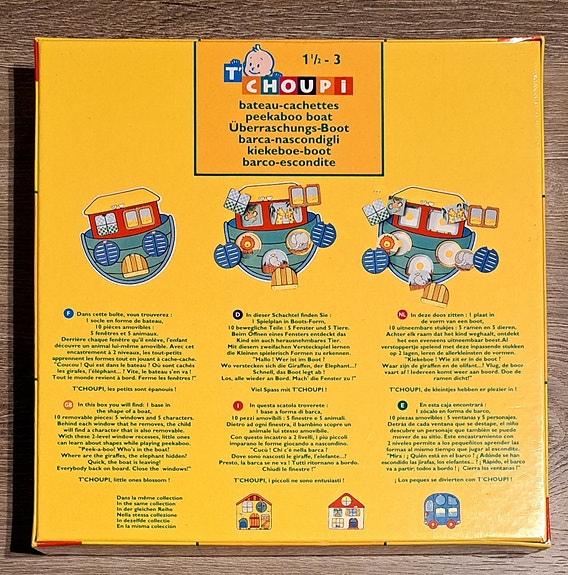 1 1/2 - 3
T'CHOUPI
bateau-cachettes
peekaboo boat
Überraschungs-Boot
barca-nascondigli
kiekeboe-boot
barco-escondite
F Dans cette boîte, vous trouverez :
1 socle en forme de bateau,
10 pièces amovibles :
5 fenêtres et 5 animaux.
Derrière chaque fenêtre qu'il enlève, l'enfant
découvre un animal lui-même amovible. Avec cet
encastrement à 2 niveaux, les tout-petits
apprennent les formes tout en jouant à cache-cache.
"Coucou ! Qui est dans le bateau ? Où sont cachés
les girafes, l'éléphant... ? Vite, le bateau s'en va !
Tout le monde revient à bord. Ferme les fenêtres !"
T'CHOUPI, les petits sont épanouis !
D In dieser Schachtel finden Sie :
1 Spielplan in Boots-Form,
10 bewegliche Teile : 5 Fenster und 5 Tiere.
Beim Öffnen eines Fensters entdeckt das
Kind ein auch herausnehmbares Tier.
Mit diesem zweifachen Versteckspiel lernen
die Kleinen spielerisch Formen zu erkennen.
"Hallo ! Wer ist im Boot !
Wo verstecken sich die Giraffen, der Elephant...?
Schnell, das Boot legt ab !
Los, alle wieder an Bord. Mach' die Fenster zu !"
Viel Spass mit T'CHOUPI !
NL In deze doos zitten : 1 plaat in
de vorm van een boot,
10 uitneembare stukjes : 5 ramen en 5 dieren.
Achter elk raam dat het kind weghaalt, ontdekt het
een eveneens uitneembaar beest. Al
verstoppertje spelend met deze inpasbare stukken
op 2 lagen, leren de allerkleinsten de vormen.
"Kiekeboe ! Wie zit er in de boot !
Waar zijn de giraffen en de olifant...? Vlug, de boot
vaart af ! Iedereen komt weer aan boord. Doe de
ramen dicht!"
T'CHOUPI, de kleintjes hebben er plezier in !
GB In this box you will find: 1 base in
the shape of a boat,
10 removable pieces: 5 windows and 5 characters.
Behind each window that he removes, the child
will find a character that is also removable.
With these 2-level window recesses, little ones
can learn about shapes while playing peekaboo.
"Peek-a-boo! Who's in the boat!
Where are the giraffes, the elephant hidden?
Quick, the boat is leaving!
Everybody back on board. Close the windows!"
T'CHOUPI, little ones blossom !
I In questa scatola troverete :
1 base a forma di barca,
10 pezzi amovibili : 5 finestre e 5 animali.
Dietro ad ogni finestra, il bambino scopre un
animale lui stesso amovibile.
Con questo incastro a 2 livelli, i più piccoli
imparano le forme giocando a nascondino.
"Cucù ! Chi c'è nella barca ?
Dove sono nascosti le giraffe, l'elefante...?
Presto, la barca se ne va ! Tutti ritornano a bordo.
Chiudi le finestre !"
T'CHOUPI, i piccoli ne sono entusiasti !
E En esta caja encontrará :
1 zócalo en forma de barco,
10 piezas amovibles : 5 ventanas y 5 personajes.
Detrás de cada ventana que se destapa, el niño
descubre un personaje que también se puede
mover de su sitio. Este encastramiento con
2 niveles permite a los pequeñitos aprender las
formas al mismo tiempo que jugar al escondite.
"Mira : ¡ Quién está en el barco ! ¡ Adónde se han
escondido las jirafas, los elefantes...? ¡ Rápido, el barco
va a partir; todos a bordo ! ¡ Cierra las ventanas !".
¡ Los peques se divierten con T'CHOUPI !
Dans la même collection
In the same collection
In der gleichen Reihe
Nella stessa collezione
In dezelfde collectie
En la misma colección